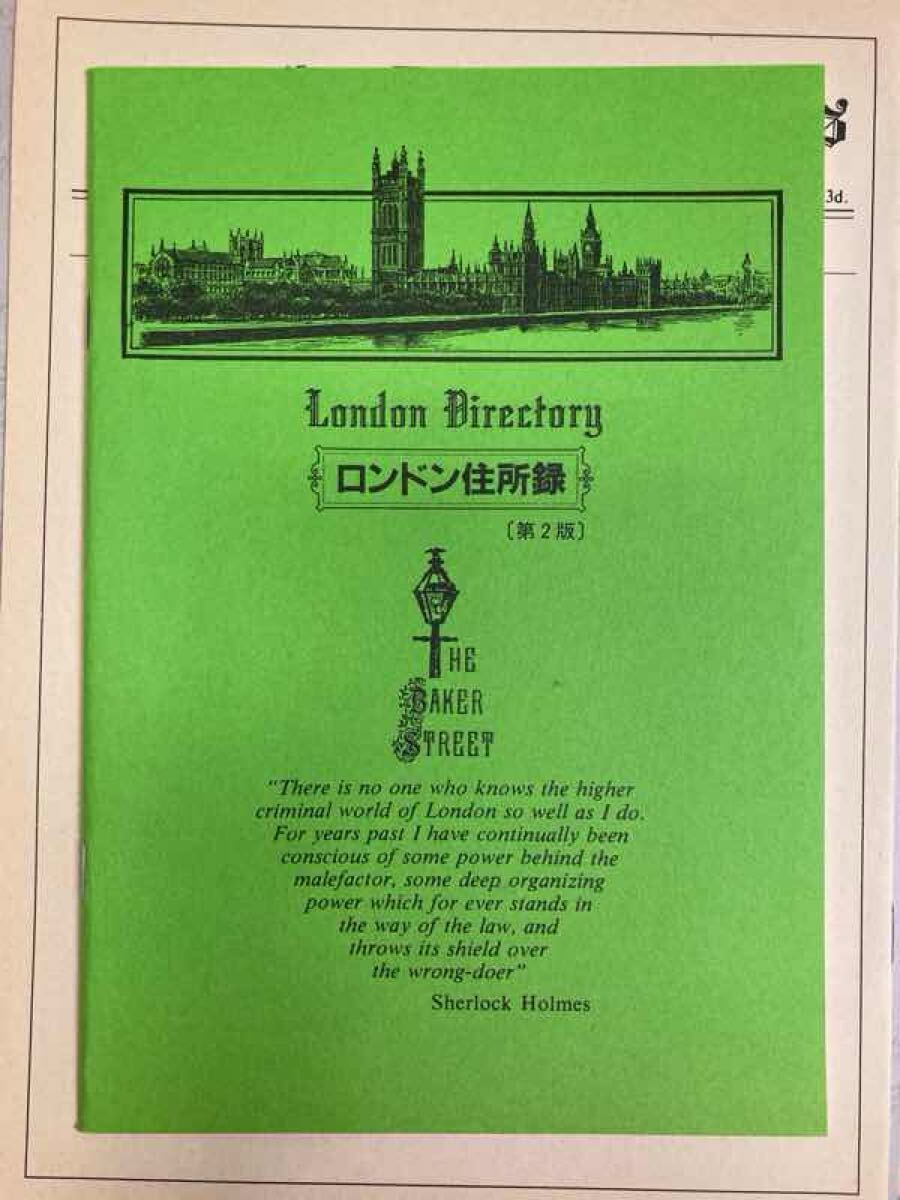 3d.
London Directory
ロンドン住所録
〔第2版〕
THE
BAKER
STREET
"There is no one who knows the higher
criminal world of London so well as I do.
For years past I have continually been
conscious of some power behind the
malefactor, some deep organizing
power which for ever stands in
the way of the law, and
throws its shield over
the wrong-doer"
Sherlock Holmes